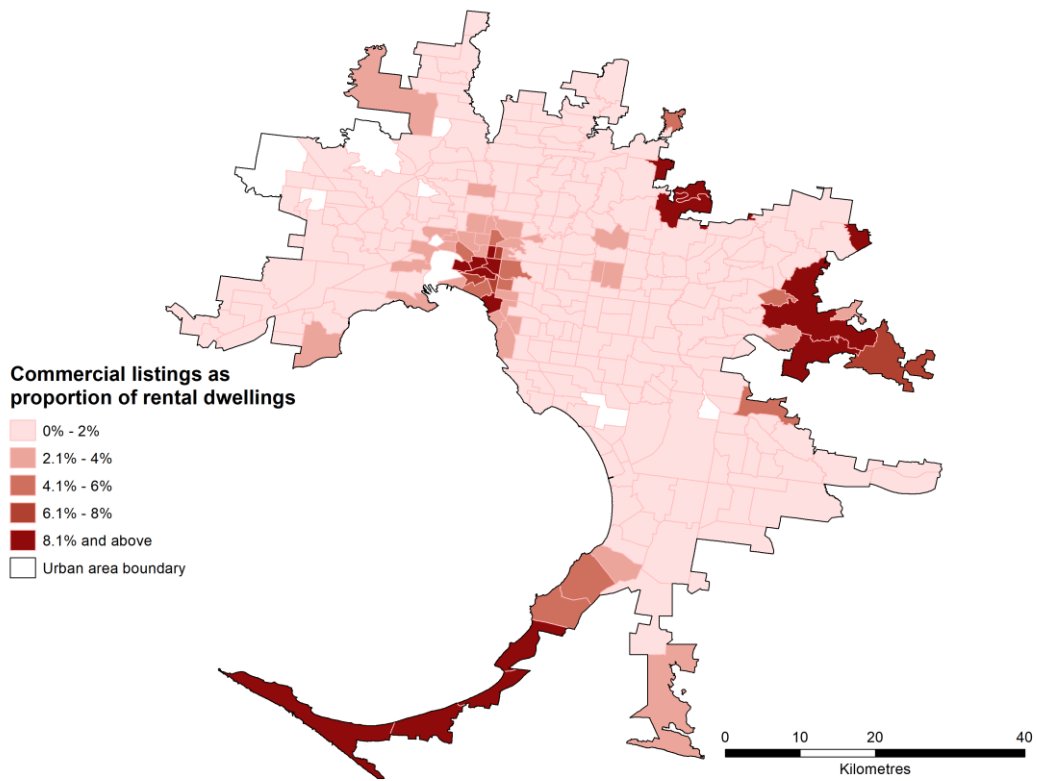 Commercial listings as
proportion of rental dwellings
0% - 2%
2.1% - 4%
4.1% - 6%
6.1% - 8%
8.1% and above
Urban area boundary
0 10 20 40
Kilometres